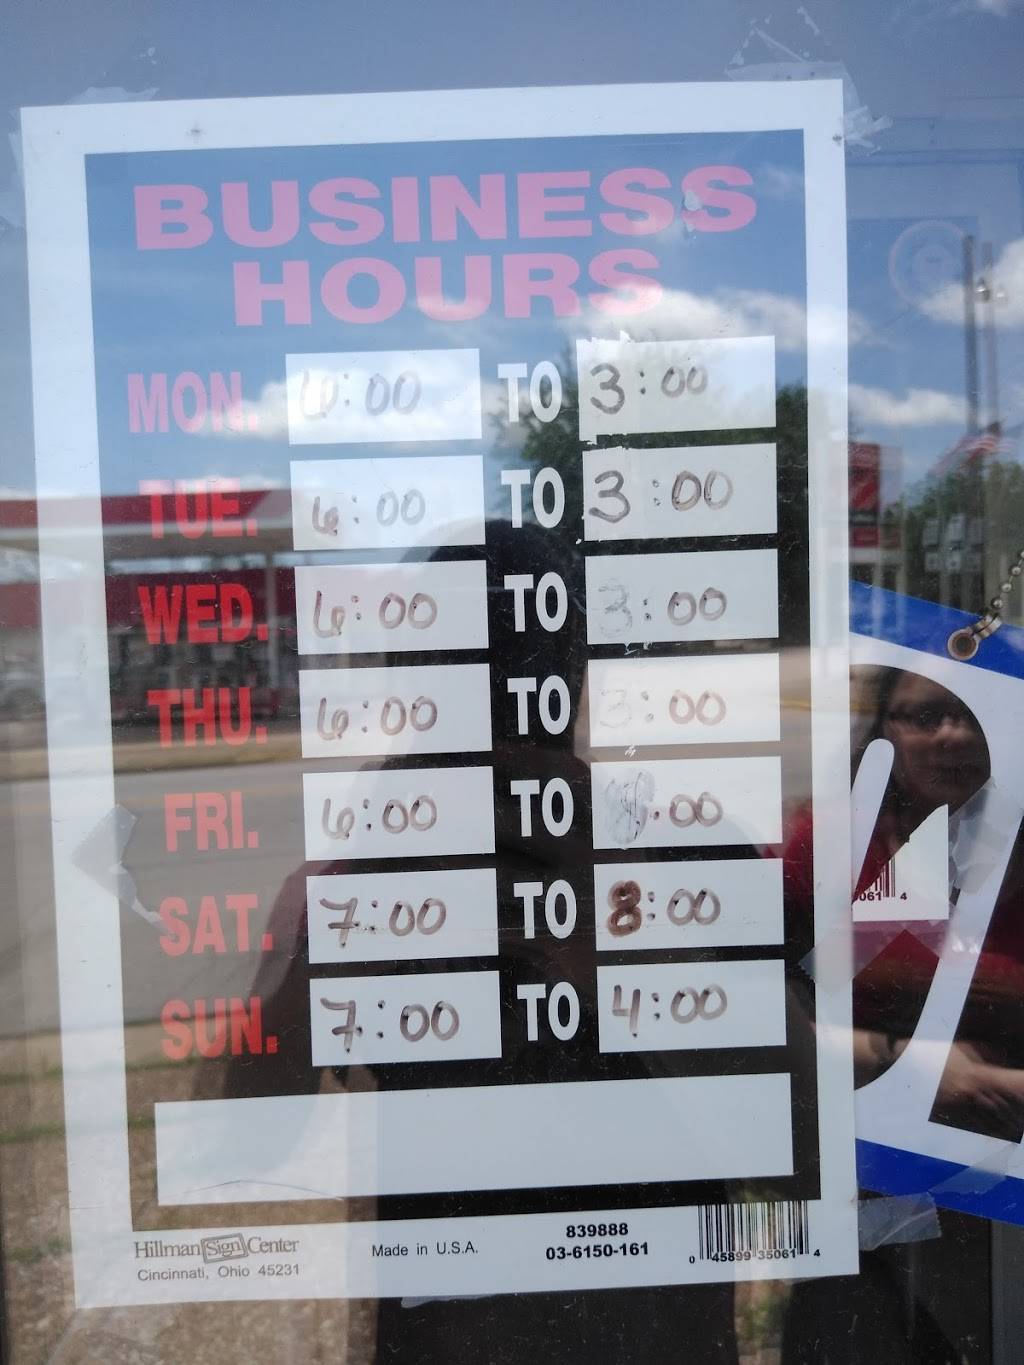 BUSINESS
HOURS
MON. 6:00 TO 3:00
TUE. 6:00 TO 3:00
WED. 6:00 TO 3:00
THU. 6:00 TO 3:00
FRI. 6:00 TO :00
SAT. 7:00 TO 8:00
SUN. 7:00 TO 4:00
Hillman Sign Center
Cincinnati, Ohio 45231
Made in U.S.A.
839888
03-6150-161
0 45899 35061 4
5061 4